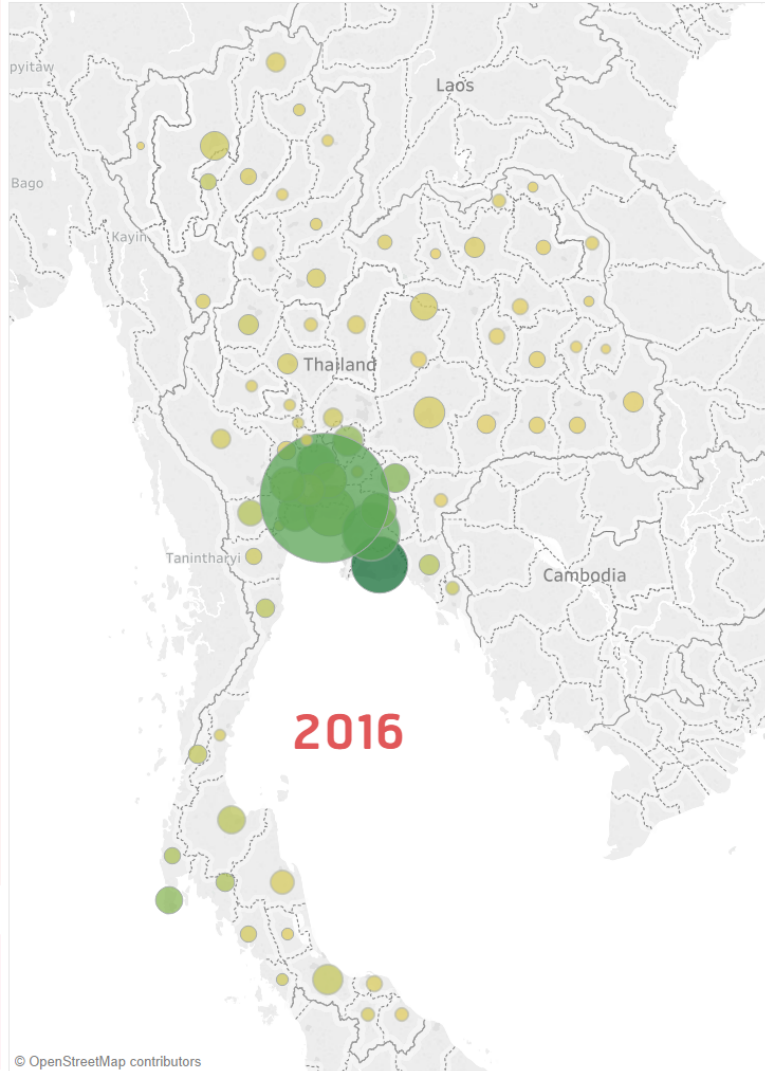 pyitaw
Laos
Bago
Kayin
Thailand
Tanintharyi
Cambodia
2016
© OpenStreetMap contributors